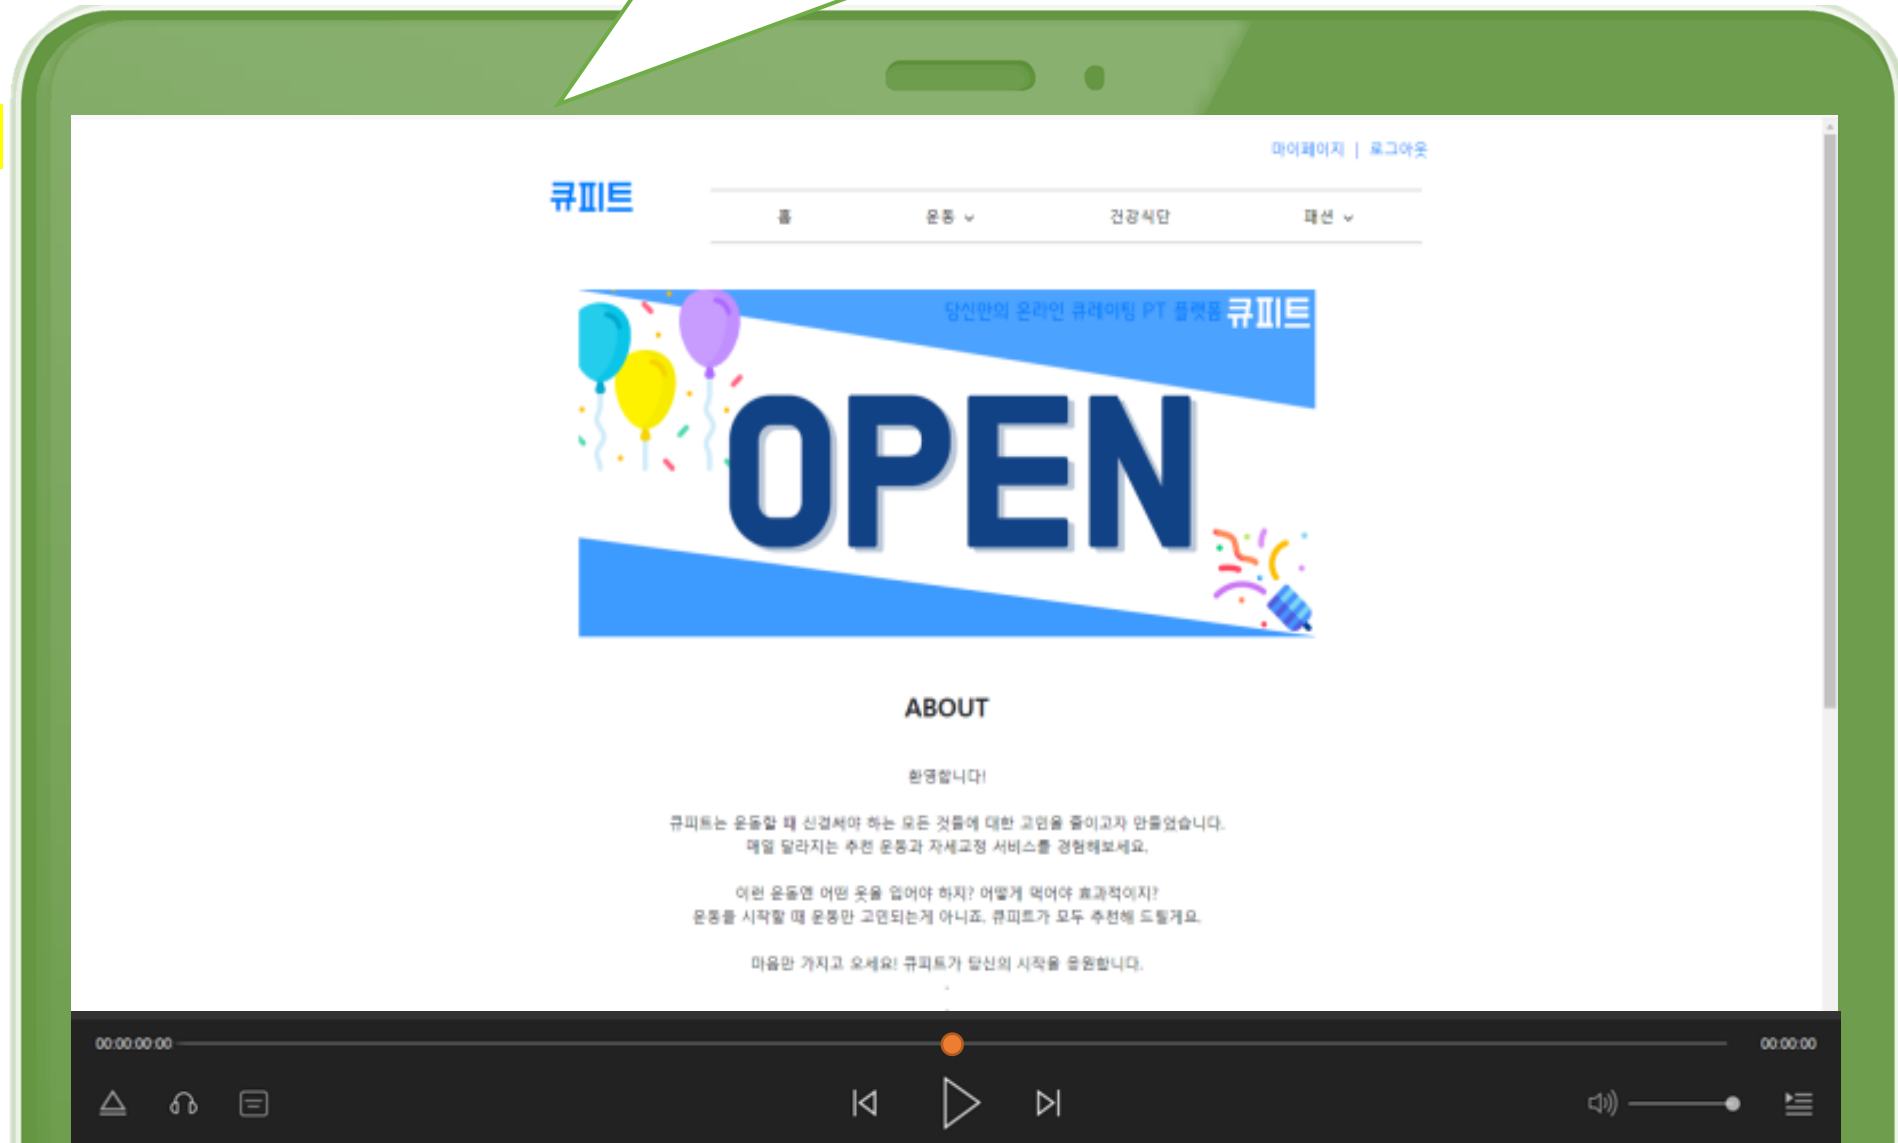 마이페이지 | 로그아웃
큐피트
홈 운동 건강식단 패션
당신만의 온라인 큐레이팅 PT 플랫폼 큐피트
OPEN
ABOUT
환영합니다!
큐피트는 운동할 때 신경써야 하는 모든 것들에 대한 고민을 줄이고자 만들었습니다.
매일 달라지는 추천 운동과 자세교정 서비스를 경험해보세요.
이런 운동엔 어떤 옷을 입어야 하지? 어떻게 먹어야 효과적이지?
운동을 시작할 때 운동만 고민되는게 아니죠. 큐피트가 모두 추천해 드릴게요.
마음만 가지고 오세요! 큐피트가 당신의 시작을 응원합니다.
00:00:00:00 00:00:00